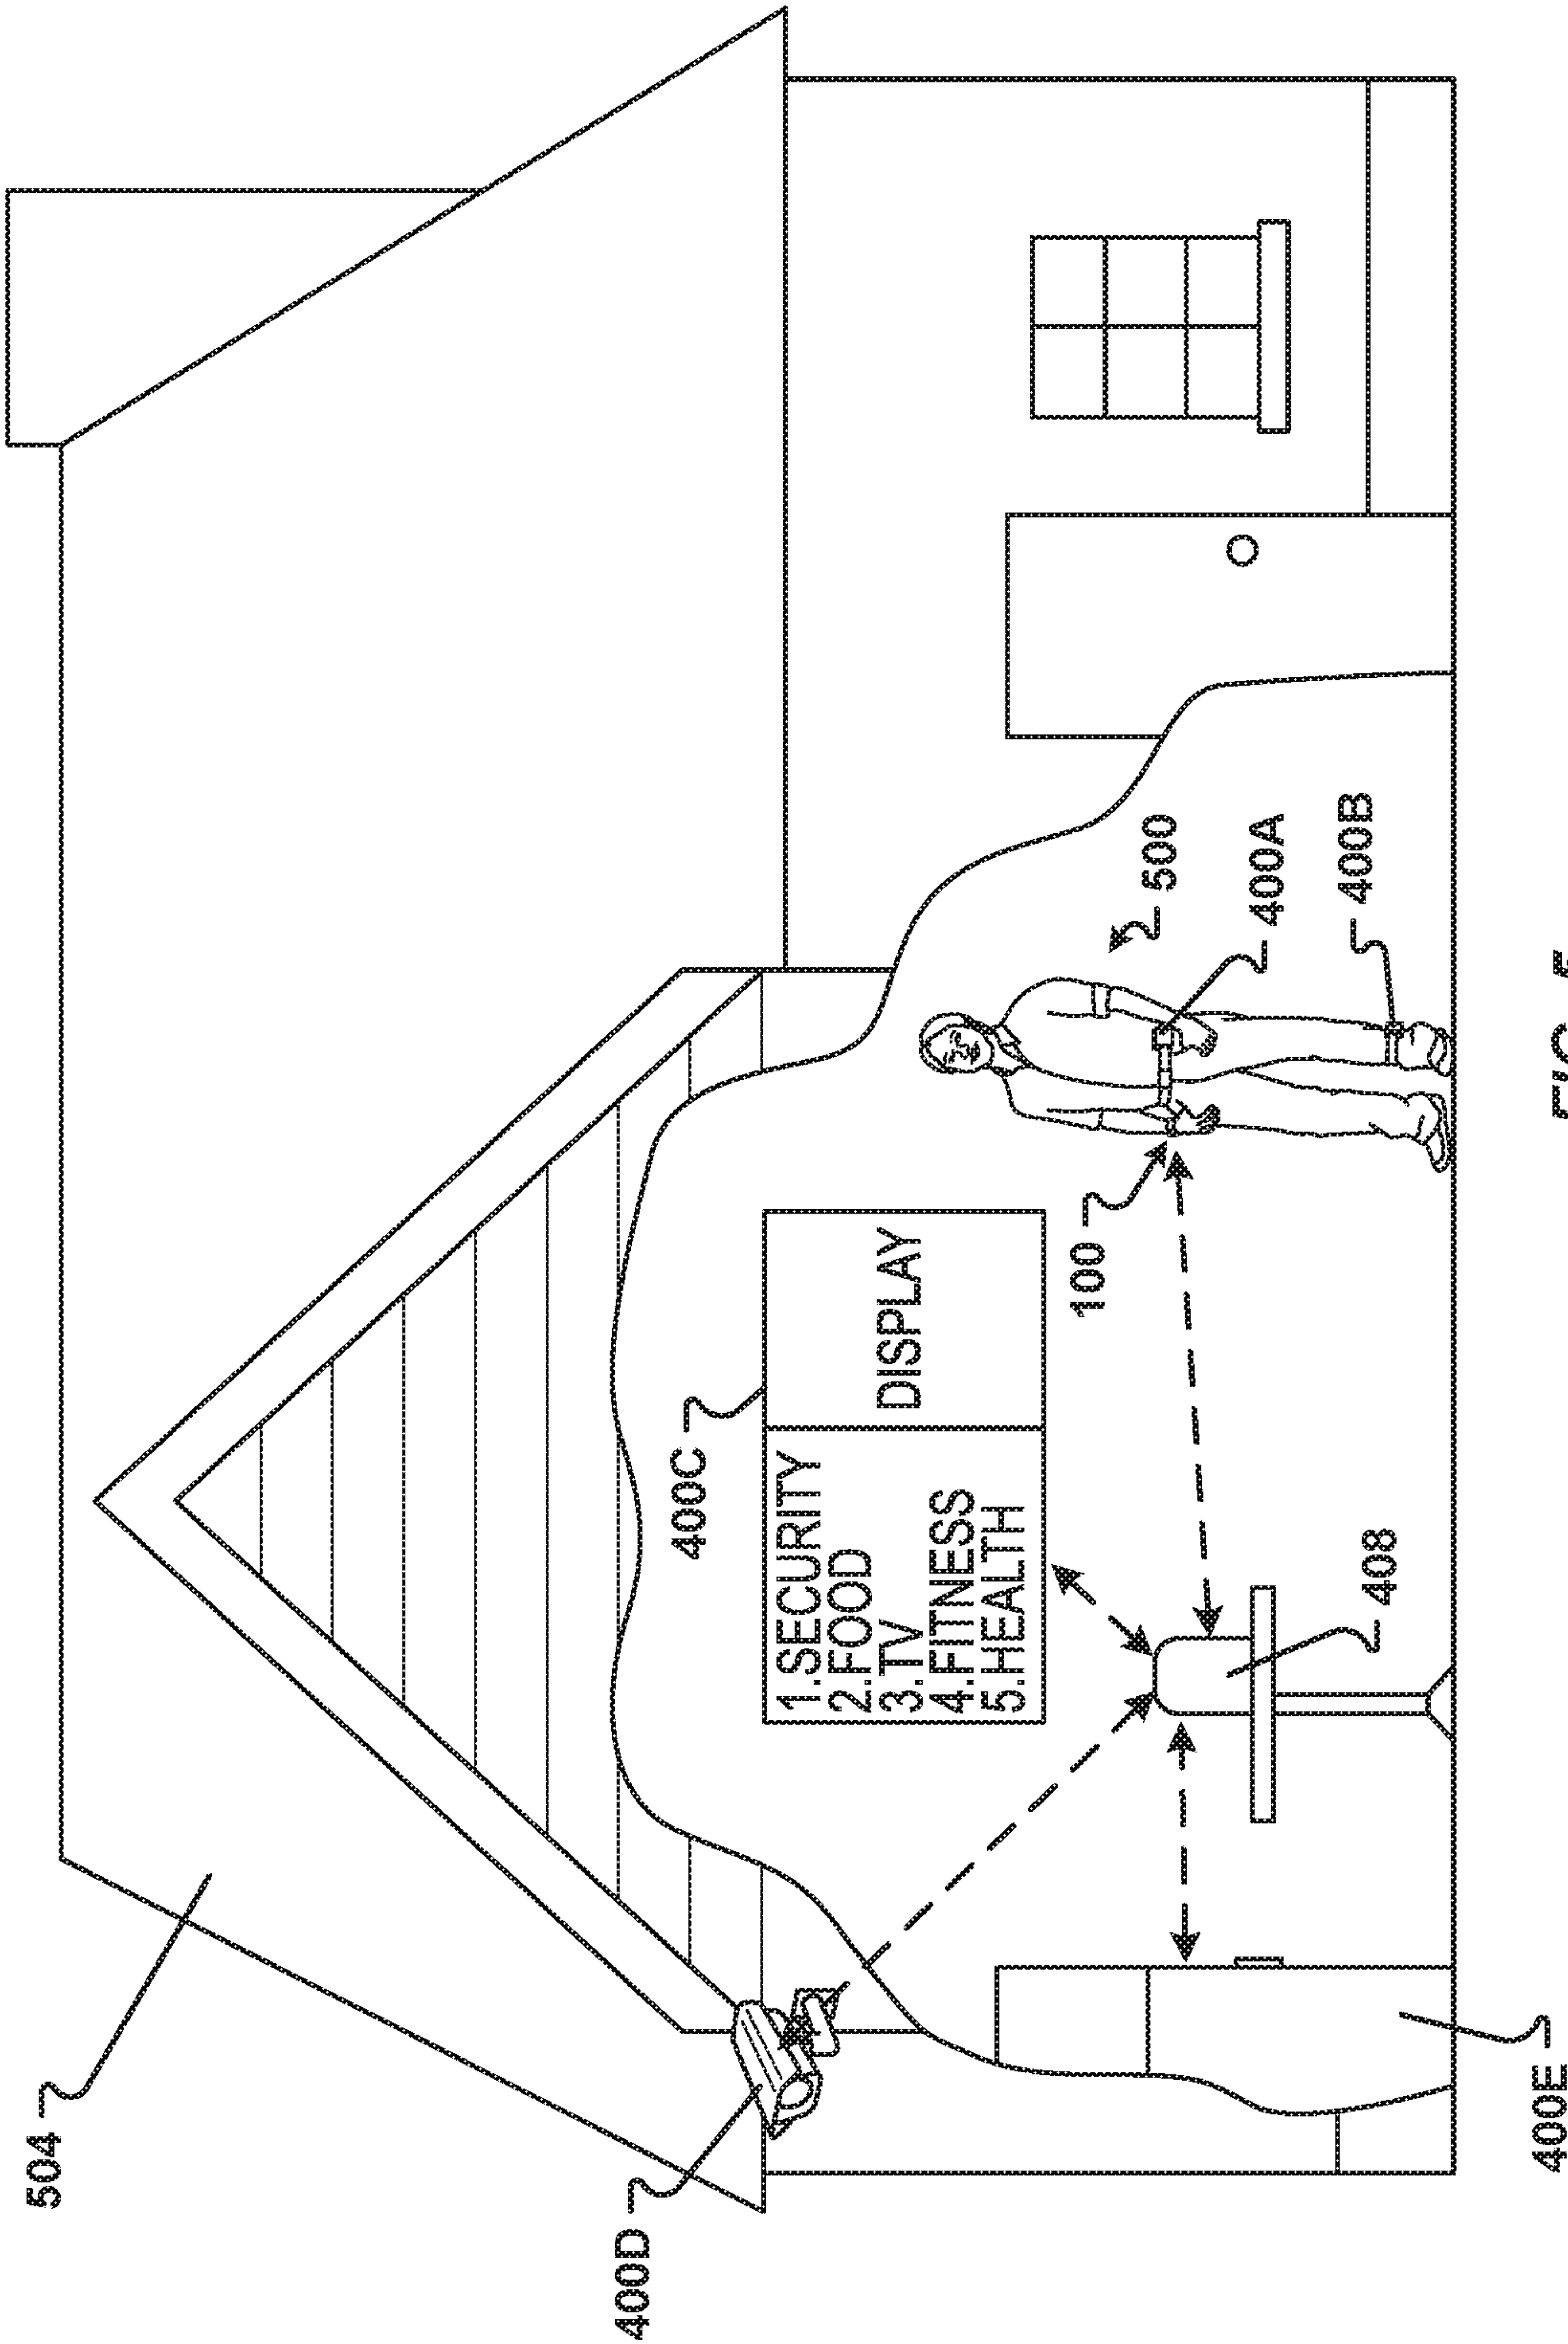 504
400D
400C
1.SECURITY
2.FOOD
3.TV
4.FITNESS
5.HEALTH
DISPLAY
100
500
400A
400B
408
400E